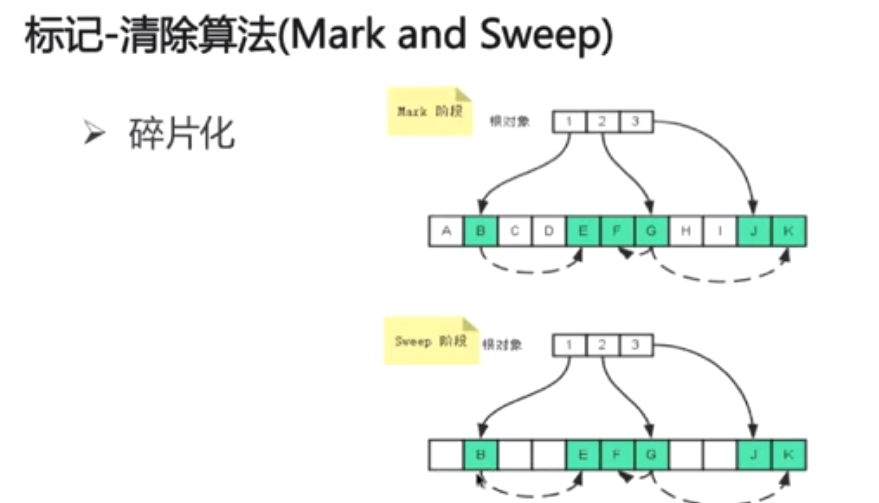 标记-清除算法(Mark and Sweep)
➢ 碎片化
Mark 阶段
根对象
1 2 3
A B C D E F G H I J K
Sweep 阶段
根对象
1 2 3
B E F G J K